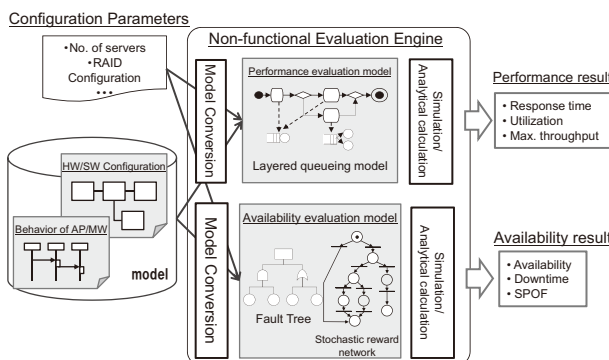 Configuration Parameters
•No. of servers
•RAID
Configuration
•••
HW/SW Configuration
Behavior of AP/MW
model
Non-functional Evaluation Engine
Model Conversion
Performance evaluation model
Layered queueing model
Simulation/
Analytical calculation
Model Conversion
Availability evaluation model
Fault Tree
Stochastic reward
network
Simulation/
Analytical calculation
Performance result
• Response time
• Utilization
• Max. throughput
Availability result
• Availability
• Downtime
• SPOF